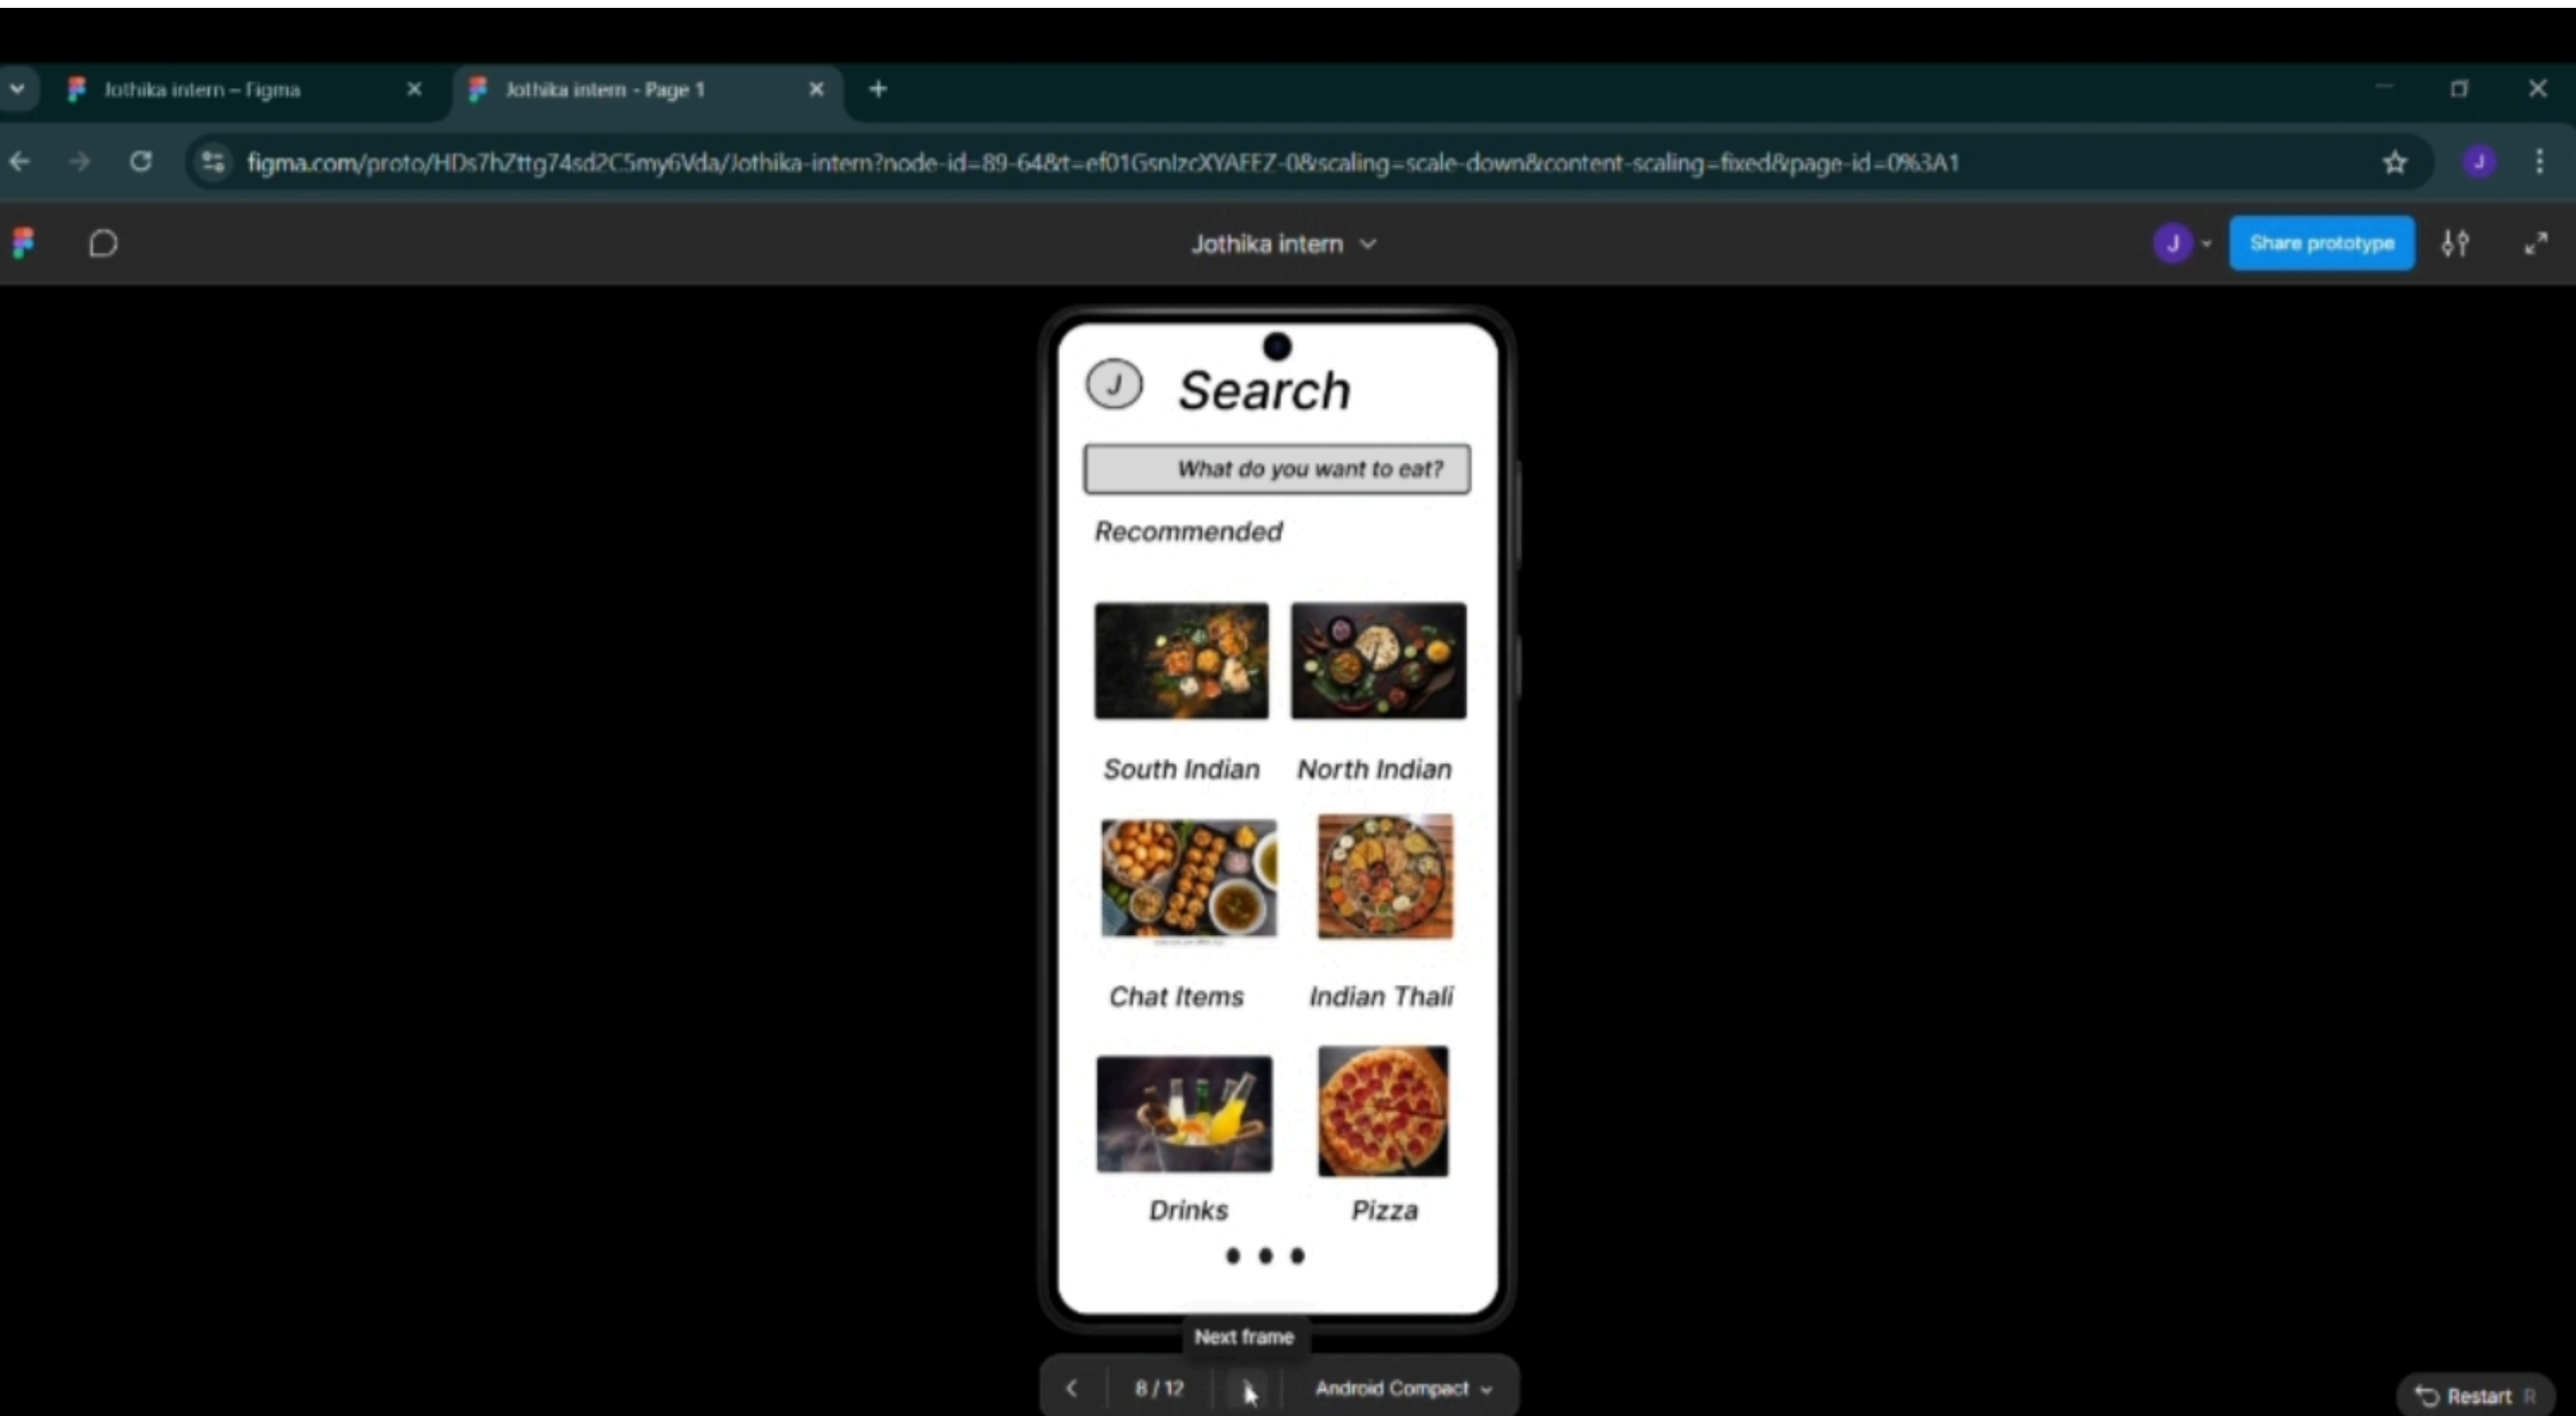 Jothika intern – Figma
Jothika intern - Page 1
figma.com/proto/HDs7hZttg74sd2C5my6Vda/Jothika-intern?node-id=89-64&t=ef01GsnIzcXYAEEZ-0&scaling=scale-down&content-scaling=fixed&page-id=0%3A1
J
Jothika intern
J
Share prototype
J
Search
What do you want to eat?
Recommended
South Indian
North Indian
Chat Items
Indian Thali
Drinks
Pizza
Next frame
8 / 12
Android Compact
Restart R